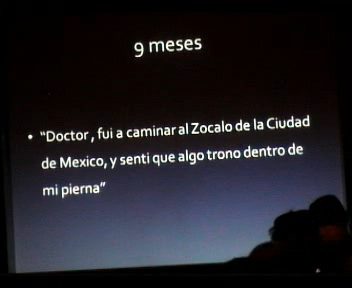 9 meses
• "Doctor, fui a caminar al Zocalo de la Ciudad
de Mexico, y senti que algo trono dentro de
mi pierna"